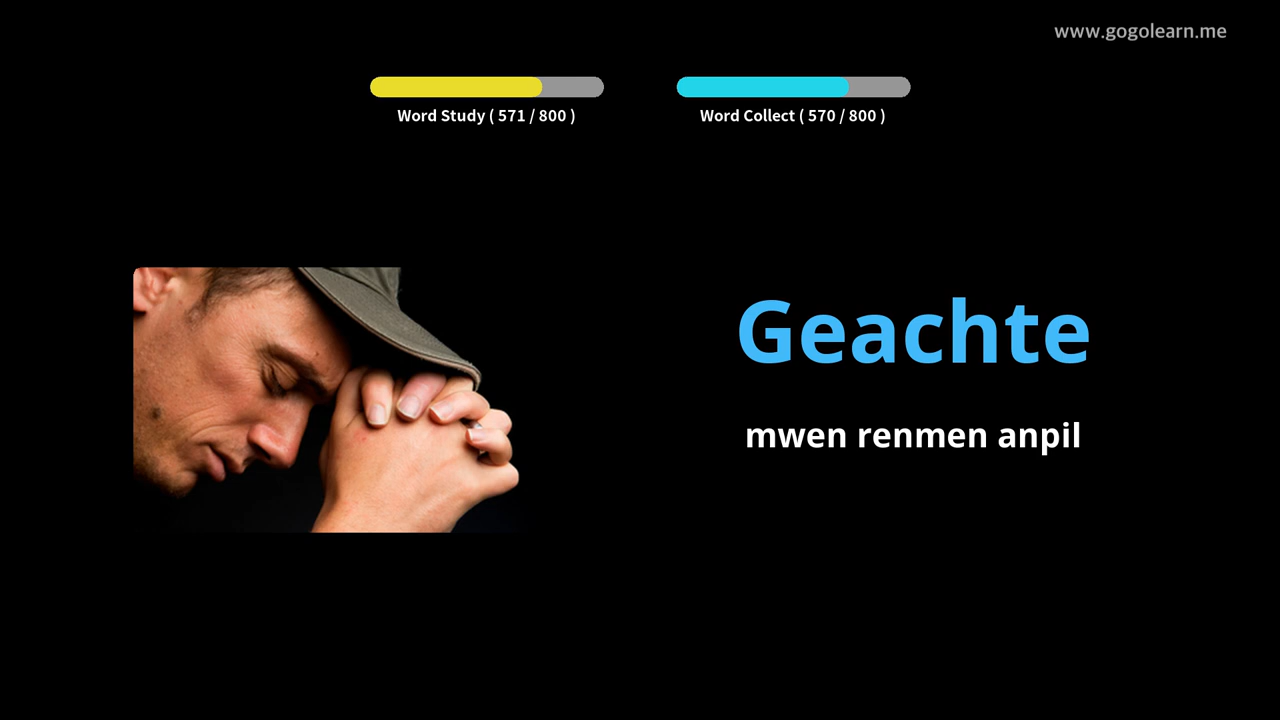 www.gogolearn.me
Word Study ( 571 / 800 )
Word Collect ( 570 / 800 )
Geachte
mwen renmen anpil